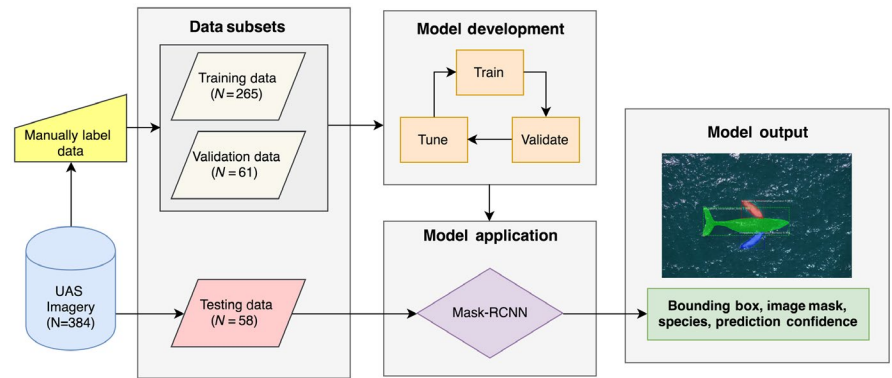 Data subsets
Training data
(N = 265)
Validation data
(N = 61)
Manually label
data
UAS
Imagery
(N=384)
Testing data
(N = 58)
Model development
Train
Tune
Validate
Model application
Mask-RCNN
Model output
Bounding box, image mask,
species, prediction confidence